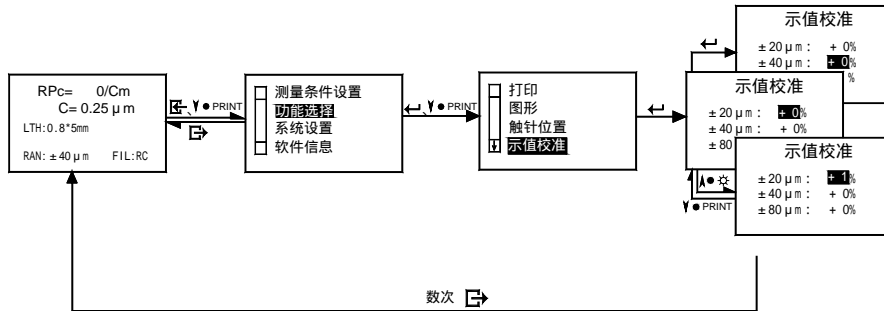 RPc= 0/Cm
C= 0.25 μm
LTH:0.8*5mm
RAN: ±40 μm FIL:RC
、 PRINT
测量条件设置
功能选择
系统设置
软件信息
、 PRINT
打印
图形
触针位置
示值校准
示值校准
±20 μm: + 0%
±40 μm: + 0
%
示值校准
±20 μm: + 0%
±40 μm: + 0%
±80
PRINT
示值校准
±20 μm: + 1%
±40 μm: + 0%
±80 μm: + 0%
数次